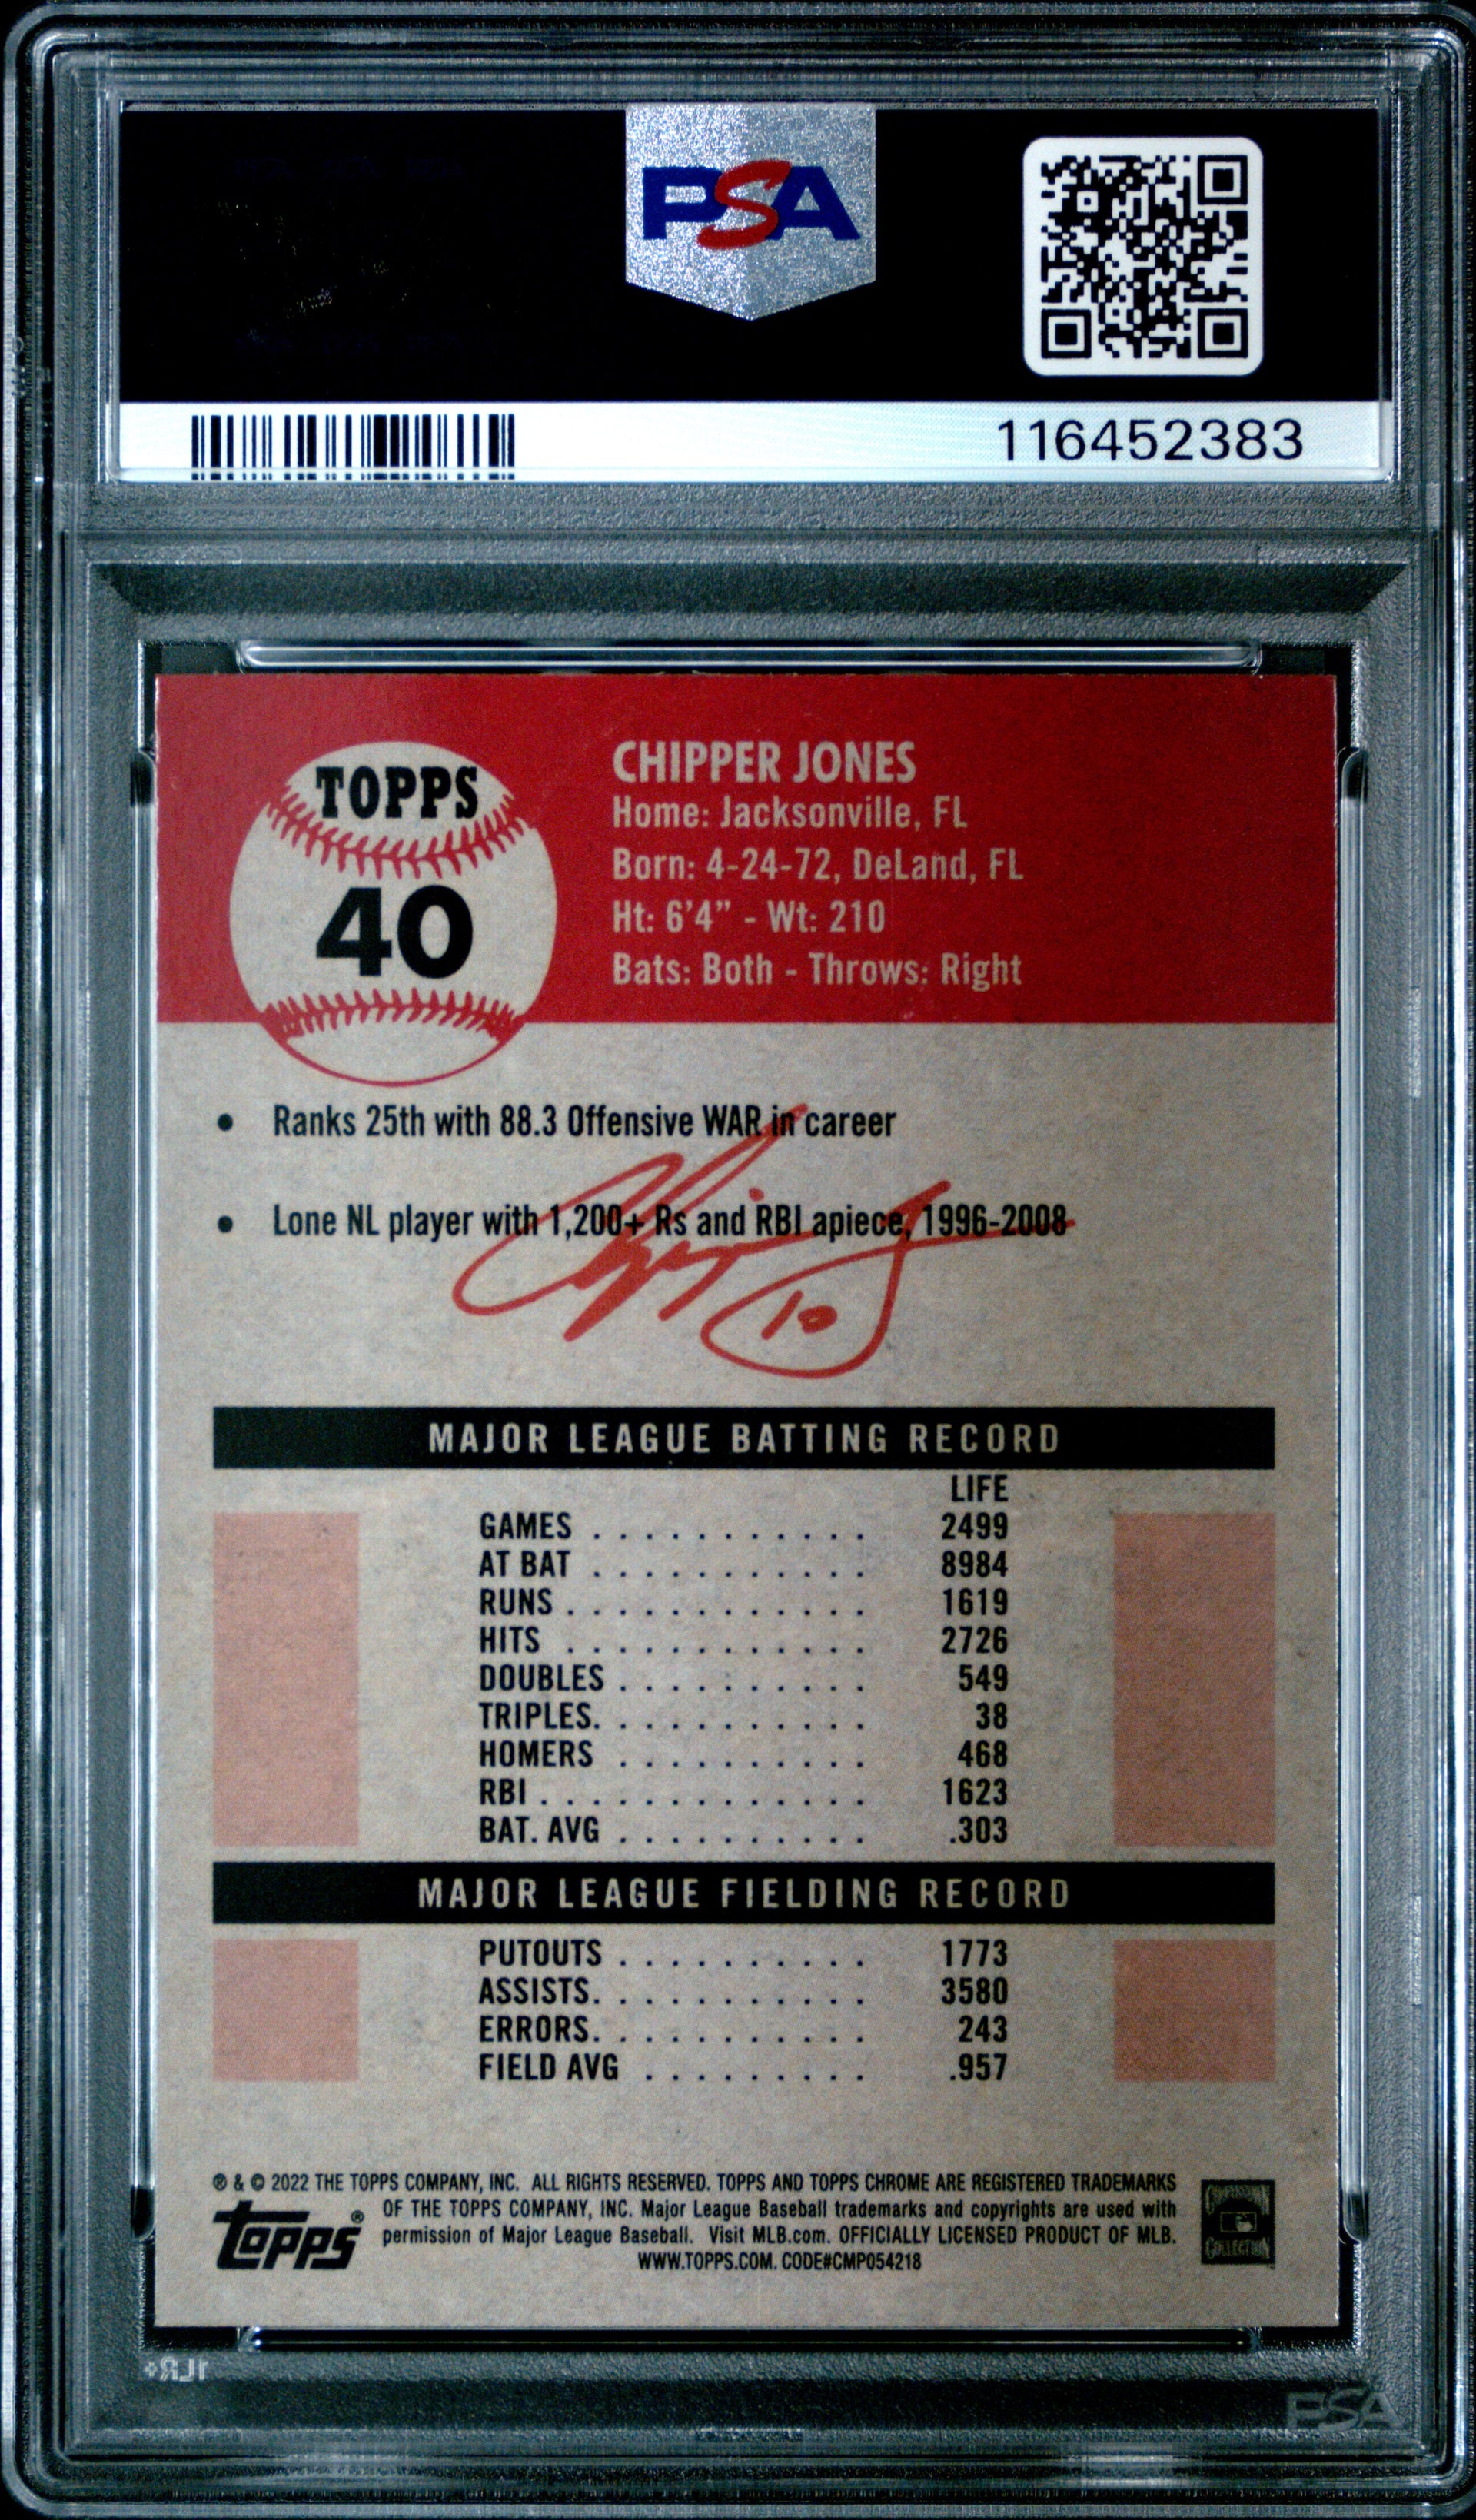 PSA
116452383
TOPPS
40
CHIPPER JONES
Home: Jacksonville, FL
Born: 4-24-72, DeLand, FL
Ht: 6'4" - Wt: 210
Bats: Both - Throws: Right
• Ranks 25th with 88.3 Offensive WAR in career
• Lone NL player with 1,200+ Rs and RBI apiece, 1996-2008
10
MAJOR LEAGUE BATTING RECORD
LIFE
GAMES . . . . . . . . . . . 2499
AT BAT . . . . . . . . . . . 8984
RUNS . . . . . . . . . . . . 1619
HITS . . . . . . . . . . . . 2726
DOUBLES . . . . . . . . . . 549
TRIPLES. . . . . . . . . . . 38
HOMERS . . . . . . . . . . 468
RBI . . . . . . . . . . . . . 1623
BAT. AVG . . . . . . . . . . .303
MAJOR LEAGUE FIELDING RECORD
PUTOUTS . . . . . . . . . . 1773
ASSISTS. . . . . . . . . . . 3580
ERRORS. . . . . . . . . . . 243
FIELD AVG . . . . . . . . . .957
® & © 2022 THE TOPPS COMPANY, INC. ALL RIGHTS RESERVED. TOPPS AND TOPPS CHROME ARE REGISTERED TRADEMARKS
OF THE TOPPS COMPANY, INC. Major League Baseball trademarks and copyrights are used with
permission of Major League Baseball. Visit MLB.com. OFFICIALLY LICENSED PRODUCT OF MLB.
WWW.TOPPS.COM. CODE#CMP054218
topps®
COOPERSTOWN
COLLECTION
PSA